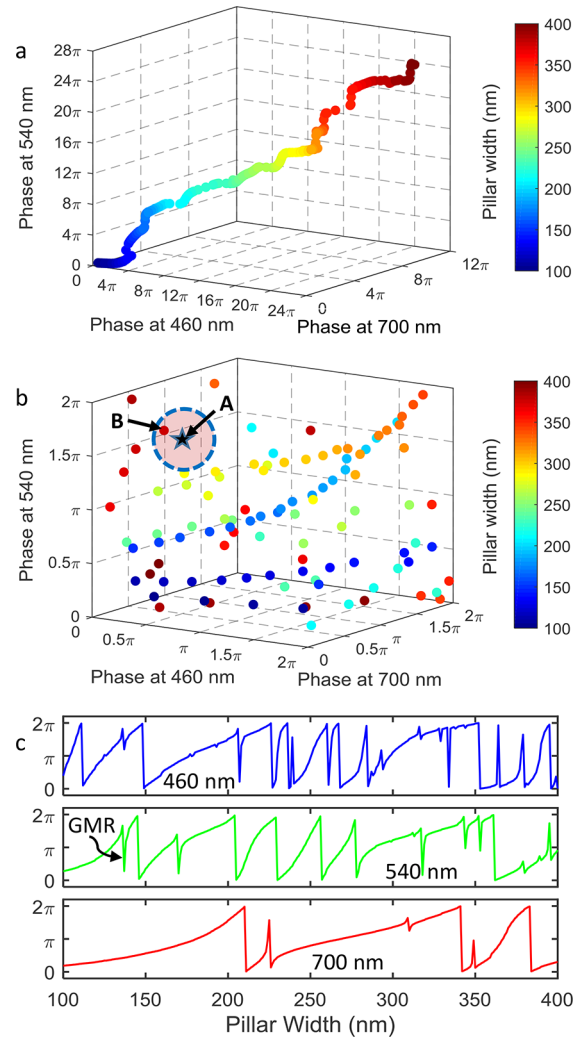 a
Phase at 540 nm
28π
24π
20π
16π
12π
8π
4π
0
0
4π
8π
12π
16π
20π
24π
Phase at 460 nm
0
4π
8π
12π
Phase at 700 nm
Pillar width (nm)
400
350
300
250
200
150
100
b
Phase at 540 nm
2π
1.5π
π
0.5π
0
B
A
0
0.5π
π
1.5π
2π
Phase at 460 nm
0
0.5π
π
1.5π
2π
Phase at 700 nm
Pillar width (nm)
400
350
300
250
200
150
100
c
2π
π
0
460 nm
2π
π
0
GMR
540 nm
2π
π
0
700 nm
100 150 200 250 300 350 400
Pillar Width (nm)